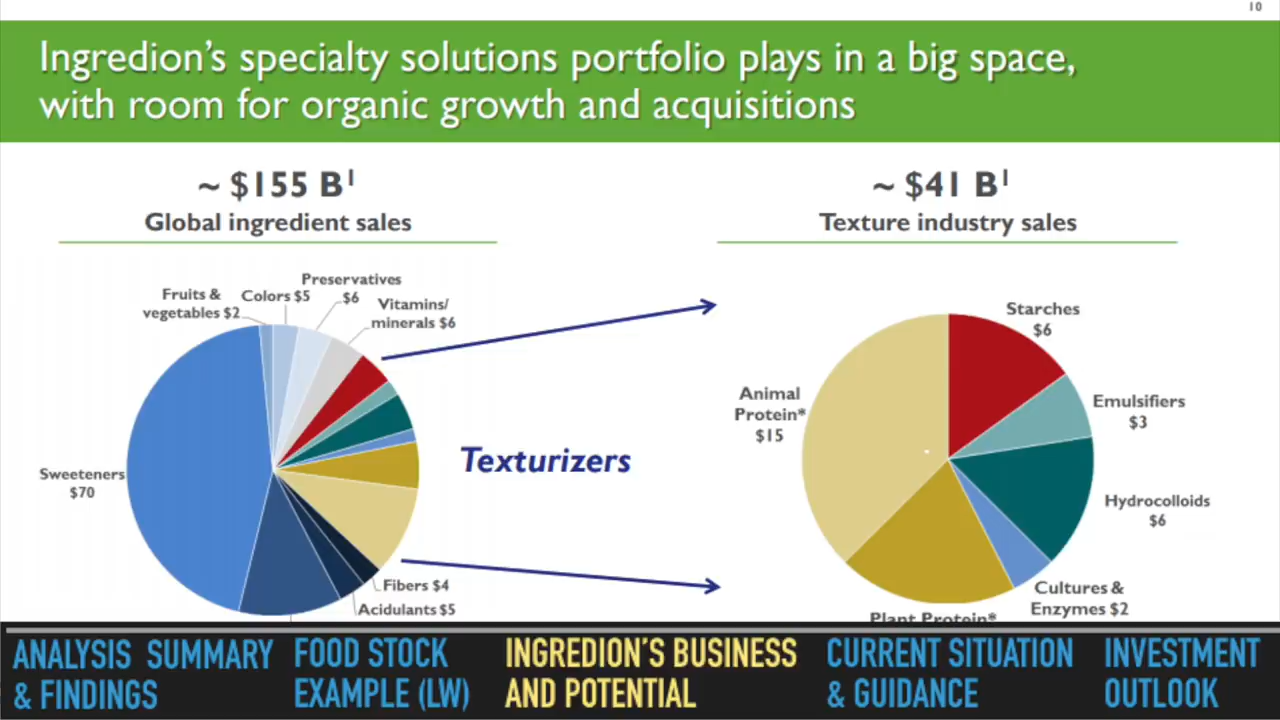 10
Ingredion's specialty solutions portfolio plays in a big space,
with room for organic growth and acquisitions
~ $155 B¹
Global ingredient sales
~ $41 B¹
Texture industry sales
Fruits &
vegetables $2
Colors $5
Preservatives
$6
Vitamins/
minerals $6
Sweeteners
$70
Fibers $4
Acidulants $5
Texturizers
Starches
$6
Emulsifiers
$3
Hydrocolloids
$6
Cultures &
Enzymes $2
Plant Protein*
Animal
Protein*
$15
ANALYSIS SUMMARY
& FINDINGS
FOOD STOCK
EXAMPLE (LW)
INGREDION'S BUSINESS
AND POTENTIAL
CURRENT SITUATION
& GUIDANCE
INVESTMENT
OUTLOOK